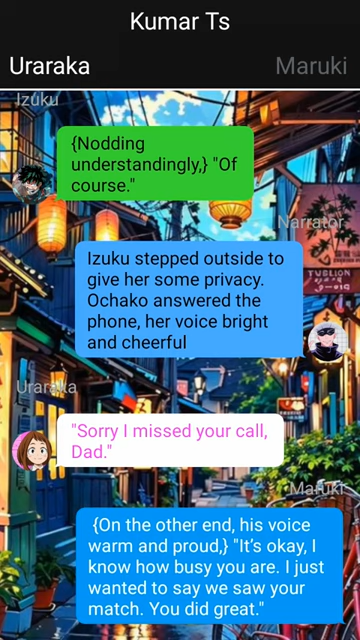 Kumar Ts
Uraraka
Maruki
Izuku
{Nodding
understandingly,} "Of
course."
Narrator
Izuku stepped outside to
give her some privacy.
Ochako answered the
phone, her voice bright
and cheerful
Uraraka
"Sorry I missed your call,
Dad."
Maruki
{On the other end, his voice
warm and proud,} "It’s okay, I
know how busy you are. I just
wanted to say we saw your
match. You did great."